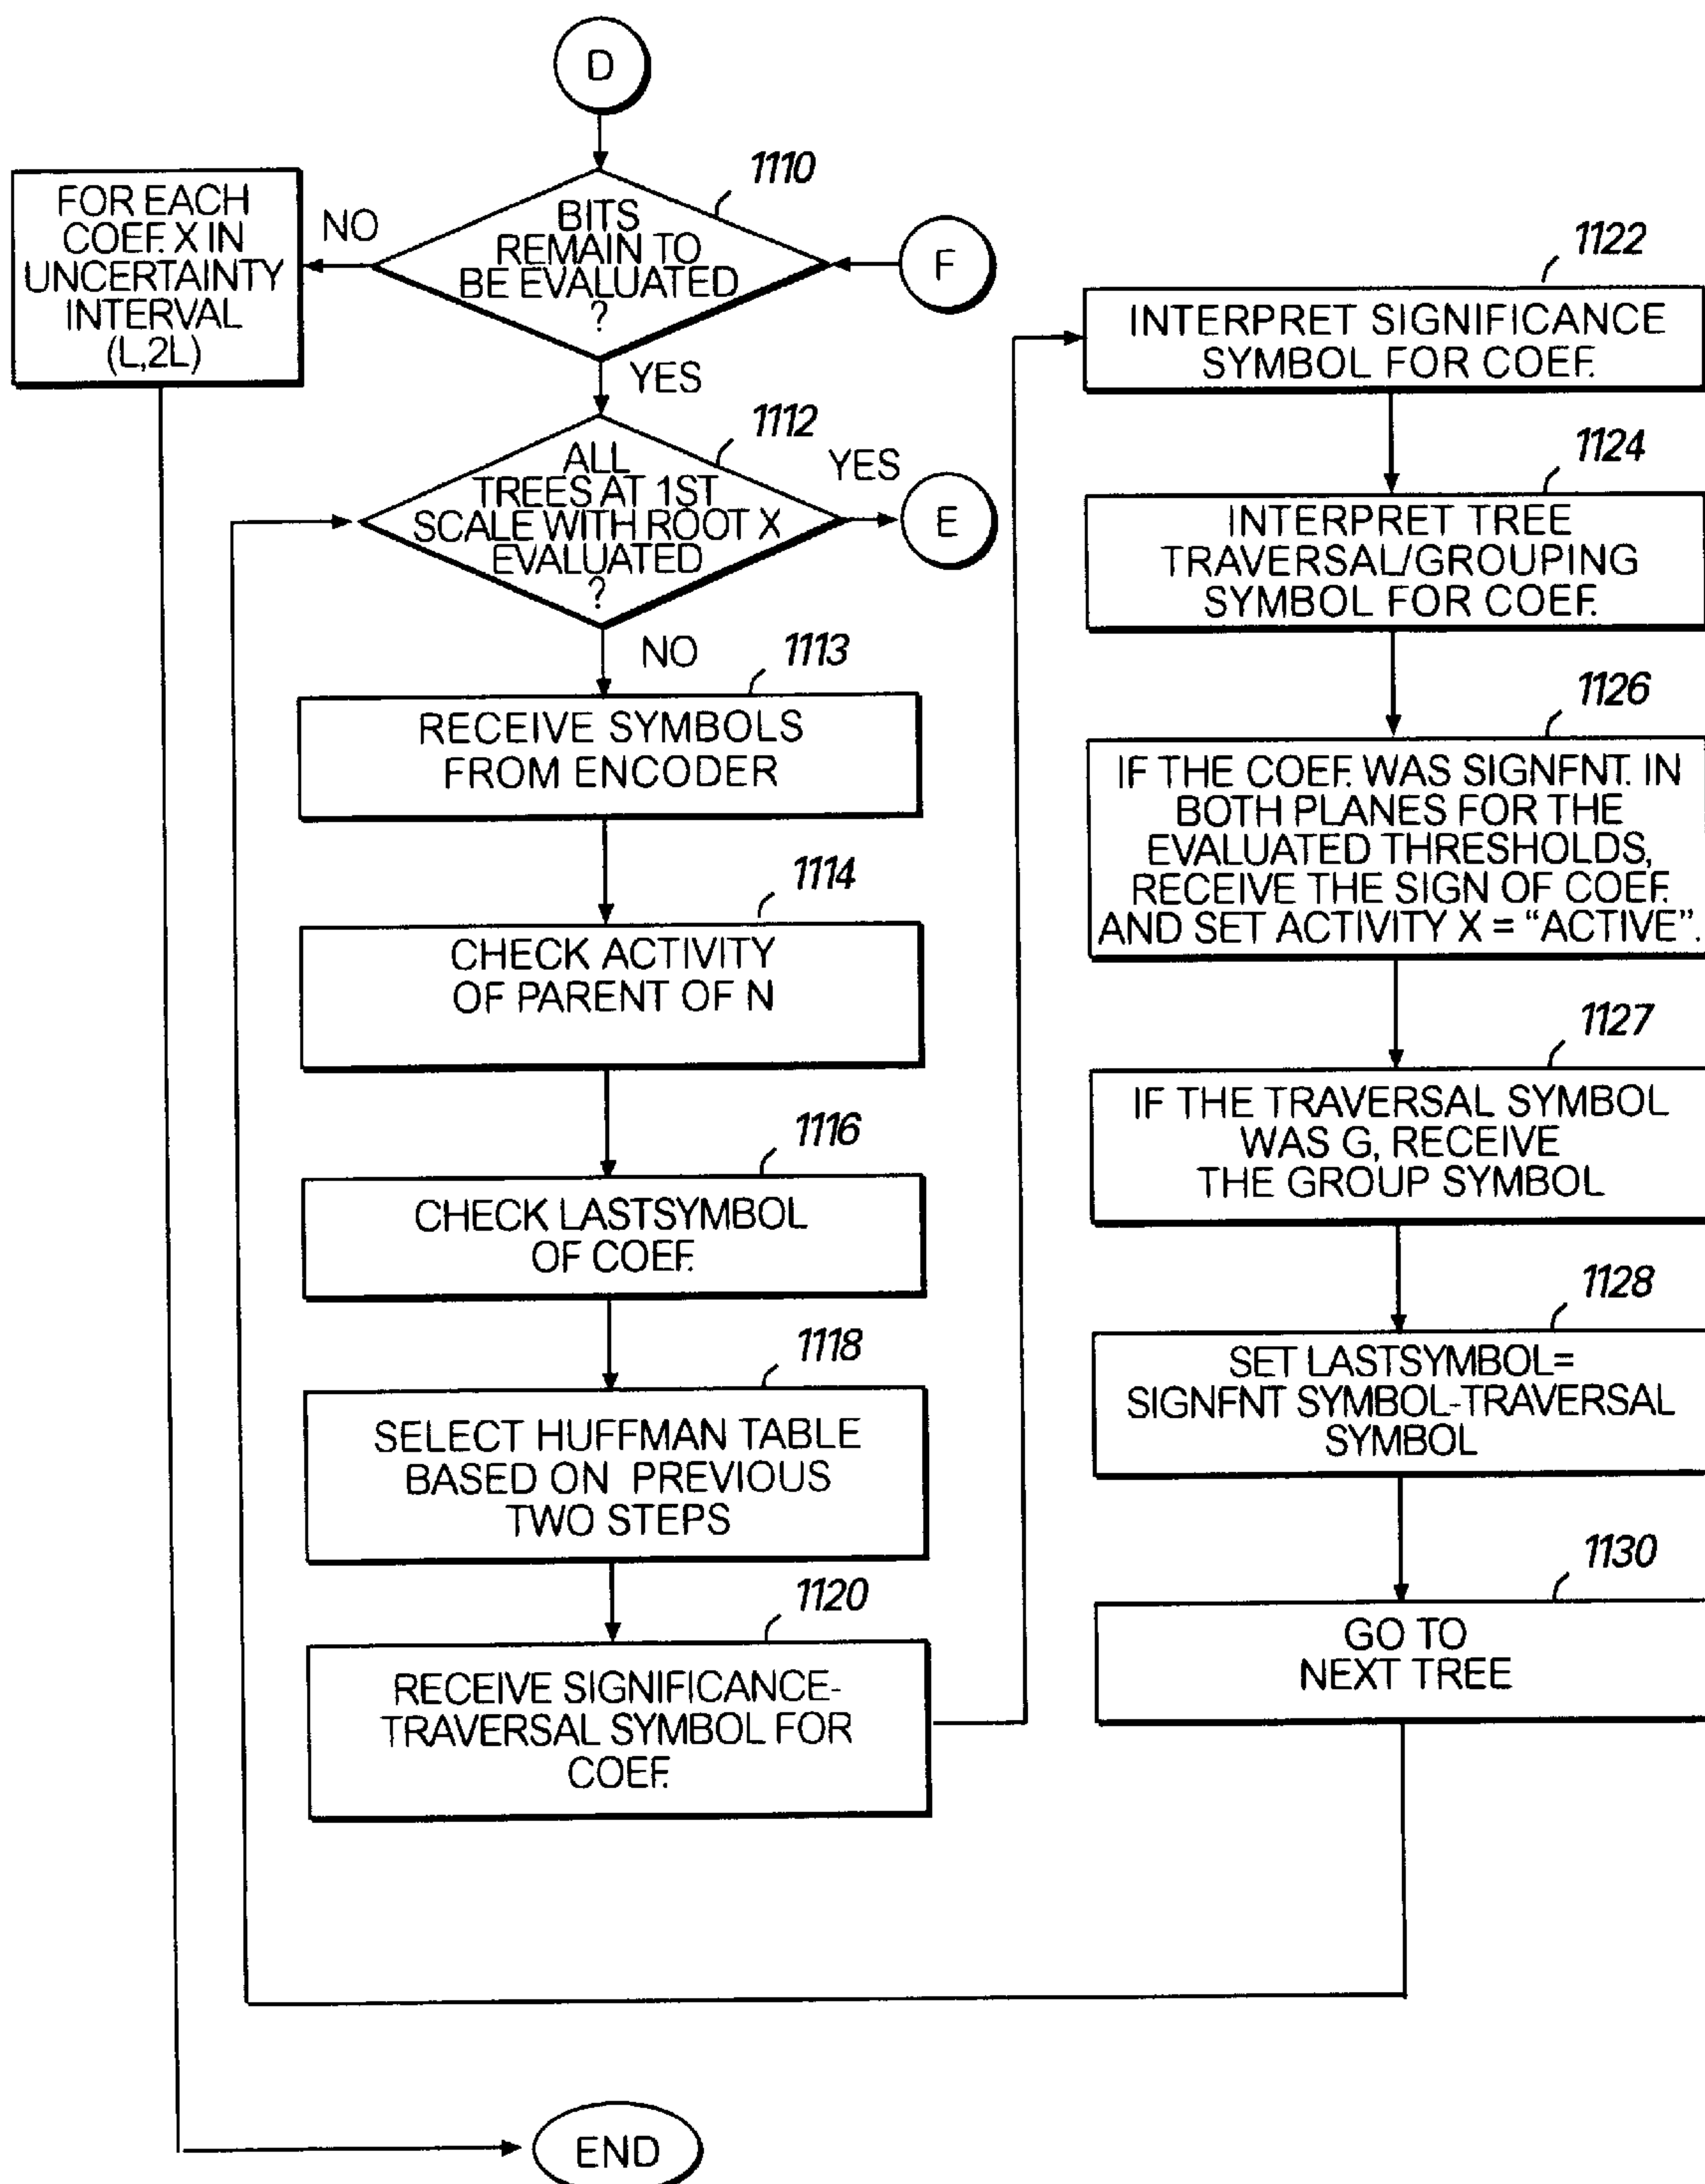 D
1110
BITS
REMAIN TO
BE EVALUATED
?
F
NO
FOR EACH
COEF. X IN
UNCERTAINTY
INTERVAL
(L,2L)
YES
1112
ALL
TREES AT 1ST
SCALE WITH ROOT X
EVALUATED
?
YES
E
NO
1113
RECEIVE SYMBOLS
FROM ENCODER
1114
CHECK ACTIVITY
OF PARENT OF N
1116
CHECK LASTSYMBOL
OF COEF.
1118
SELECT HUFFMAN TABLE
BASED ON PREVIOUS
TWO STEPS
1120
RECEIVE SIGNIFICANCE-
TRAVERSAL SYMBOL FOR
COEF.
1122
INTERPRET SIGNIFICANCE
SYMBOL FOR COEF.
1124
INTERPRET TREE
TRAVERSAL/GROUPING
SYMBOL FOR COEF.
1126
IF THE COEF. WAS SIGNFNT. IN
BOTH PLANES FOR THE
EVALUATED THRESHOLDS,
RECEIVE THE SIGN OF COEF.
AND SET ACTIVITY X = “ACTIVE”.
1127
IF THE TRAVERSAL SYMBOL
WAS G, RECEIVE
THE GROUP SYMBOL
1128
SET LASTSYMBOL=
SIGNFNT SYMBOL-TRAVERSAL
SYMBOL
1130
GO TO
NEXT TREE
END